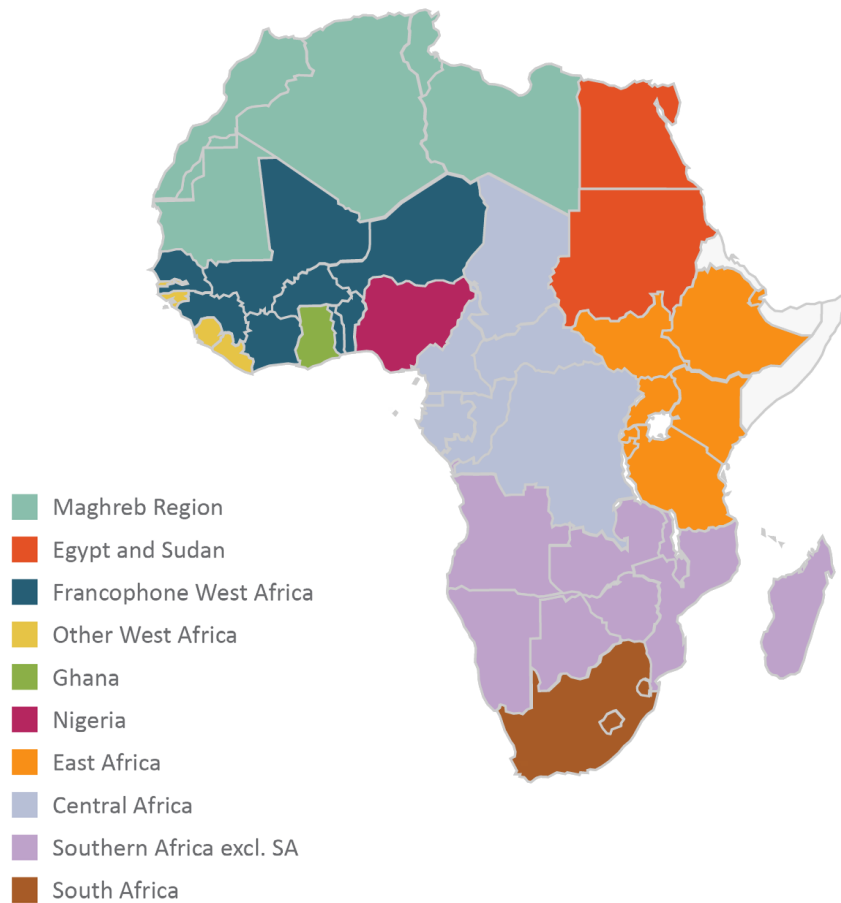 Maghreb Region
Egypt and Sudan
Francophone West Africa
Other West Africa
Ghana
Nigeria
East Africa
Central Africa
Southern Africa excl. SA
South Africa